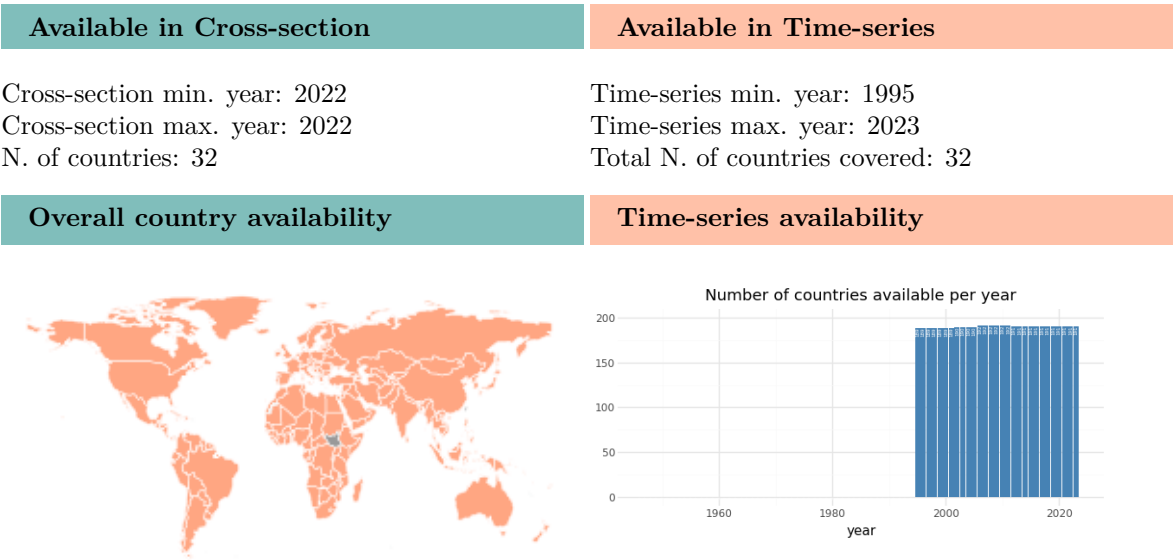 Available in Cross-section
Available in Time-series
Cross-section min. year: 2022
Cross-section max. year: 2022
N. of countries: 32
Time-series min. year: 1995
Time-series max. year: 2023
Total N. of countries covered: 32
Overall country availability
Time-series availability
Number of countries available per year
200
150
100
50
0
1960
1980
2000
2020
year